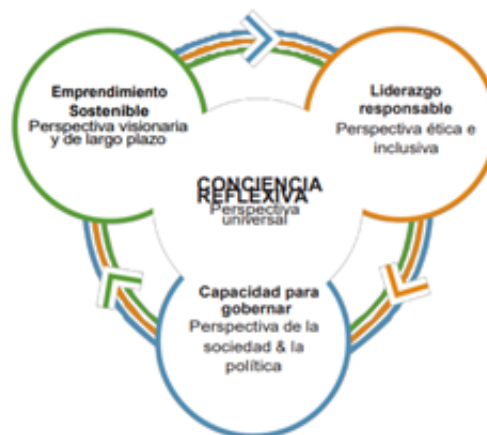 Emprendimiento
Sostenible
Perspectiva visionaria
y de largo plazo
Liderazgo
responsable
Perspectiva ética e
inclusiva
CONCIENCIA
REFLEXIVA
Perspectiva
universal
Capacidad para
gobernar
Perspectiva de la
sociedad & la
política